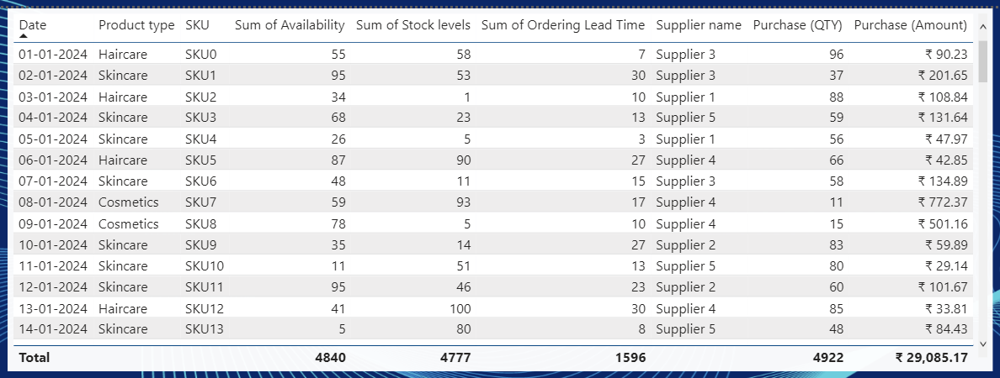 Date Product type SKU Sum of Availability Sum of Stock levels Sum of Ordering Lead Time Supplier name Purchase (QTY) Purchase (Amount)
01-01-2024 Haircare SKU0 55 58 7 Supplier 3 96 ₹ 90.23
02-01-2024 Skincare SKU1 95 53 30 Supplier 3 37 ₹ 201.65
03-01-2024 Haircare SKU2 34 1 10 Supplier 1 88 ₹ 108.84
04-01-2024 Skincare SKU3 68 23 13 Supplier 5 59 ₹ 131.64
05-01-2024 Skincare SKU4 26 5 3 Supplier 1 56 ₹ 47.97
06-01-2024 Haircare SKU5 87 90 27 Supplier 4 66 ₹ 42.85
07-01-2024 Skincare SKU6 48 11 15 Supplier 3 58 ₹ 134.89
08-01-2024 Cosmetics SKU7 59 93 17 Supplier 4 11 ₹ 772.37
09-01-2024 Cosmetics SKU8 78 5 10 Supplier 4 15 ₹ 501.16
10-01-2024 Skincare SKU9 35 14 27 Supplier 2 83 ₹ 59.89
11-01-2024 Skincare SKU10 11 51 13 Supplier 5 80 ₹ 29.14
12-01-2024 Skincare SKU11 95 46 23 Supplier 2 60 ₹ 101.67
13-01-2024 Haircare SKU12 41 100 30 Supplier 4 85 ₹ 33.81
14-01-2024 Skincare SKU13 5 80 8 Supplier 5 48 ₹ 84.43
Total 4840 4777 1596 4922 ₹ 29,085.17